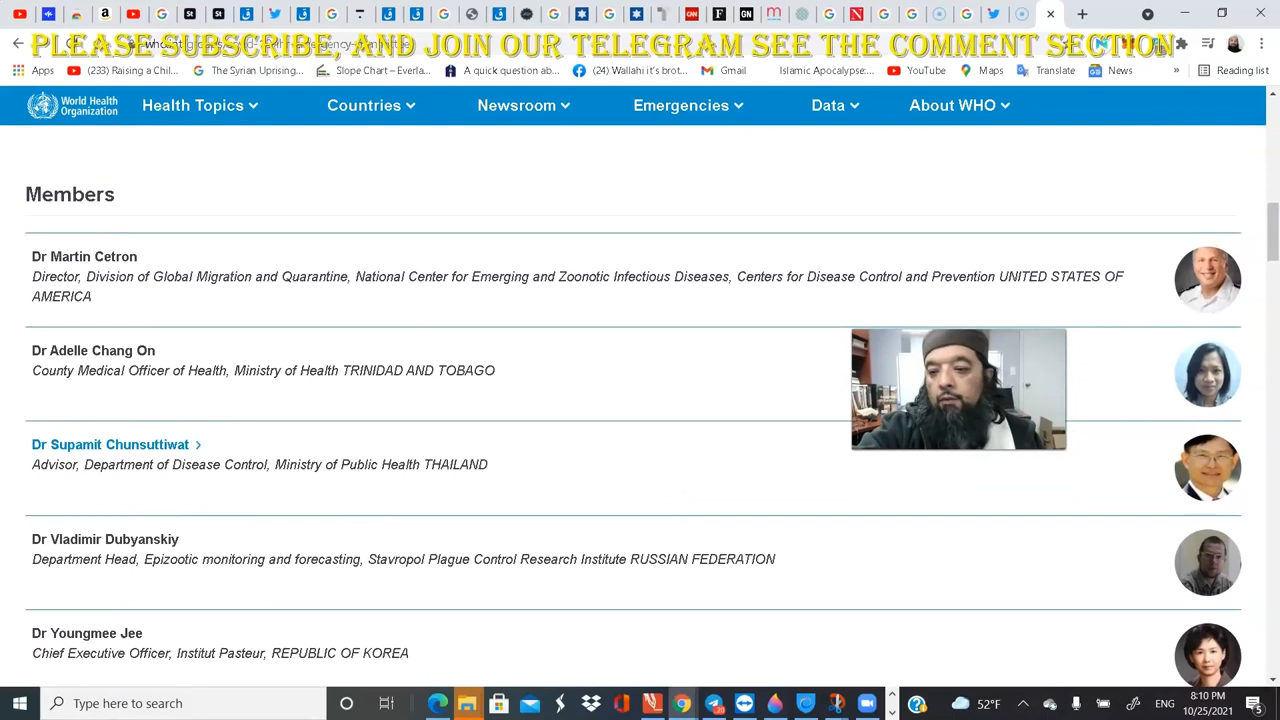 PLEASE SUBSCRIBE, AND JOIN OUR TELEGRAM SEE THE COMMENT SECTION
Apps
(233) Raising a Chil...
The Syrian Uprising...
Slope Chart – Everla...
A quick question ab...
(24) Wallahi it's brot...
Gmail
Islamic Apocalypse:...
YouTube
Maps
Translate
News
»
Reading list
World Health Organization
Health Topics
Countries
Newsroom
Emergencies
Data
About WHO
Members
Dr Martin Cetron
Director, Division of Global Migration and Quarantine, National Center for Emerging and Zoonotic Infectious Diseases, Centers for Disease Control and Prevention UNITED STATES OF
AMERICA
Dr Adelle Chang On
County Medical Officer of Health, Ministry of Health TRINIDAD AND TOBAGO
Dr Supamit Chunsuttiwat
Advisor, Department of Disease Control, Ministry of Public Health THAILAND
Dr Vladimir Dubyanskiy
Department Head, Epizootic monitoring and forecasting, Stavropol Plague Control Research Institute RUSSIAN FEDERATION
Dr Youngmee Jee
Chief Executive Officer, Institut Pasteur, REPUBLIC OF KOREA
Type here to search
52°F
ENG
8:10 PM
10/25/2021